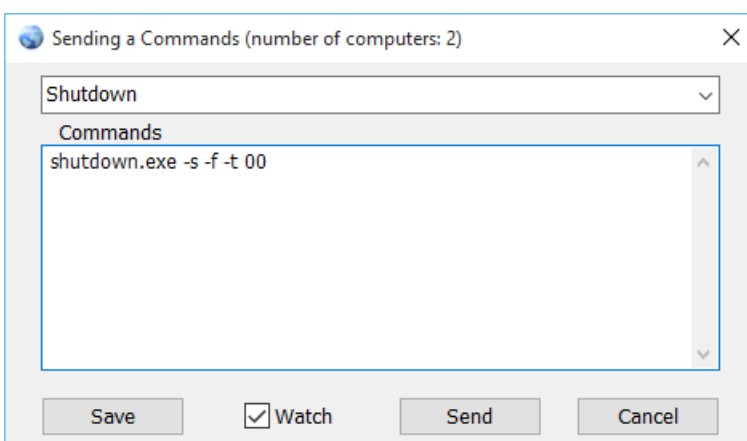 Sending a Commands (number of computers: 2)
Shutdown
Commands
shutdown.exe -s -f -t 00
Save Watch Send Cancel